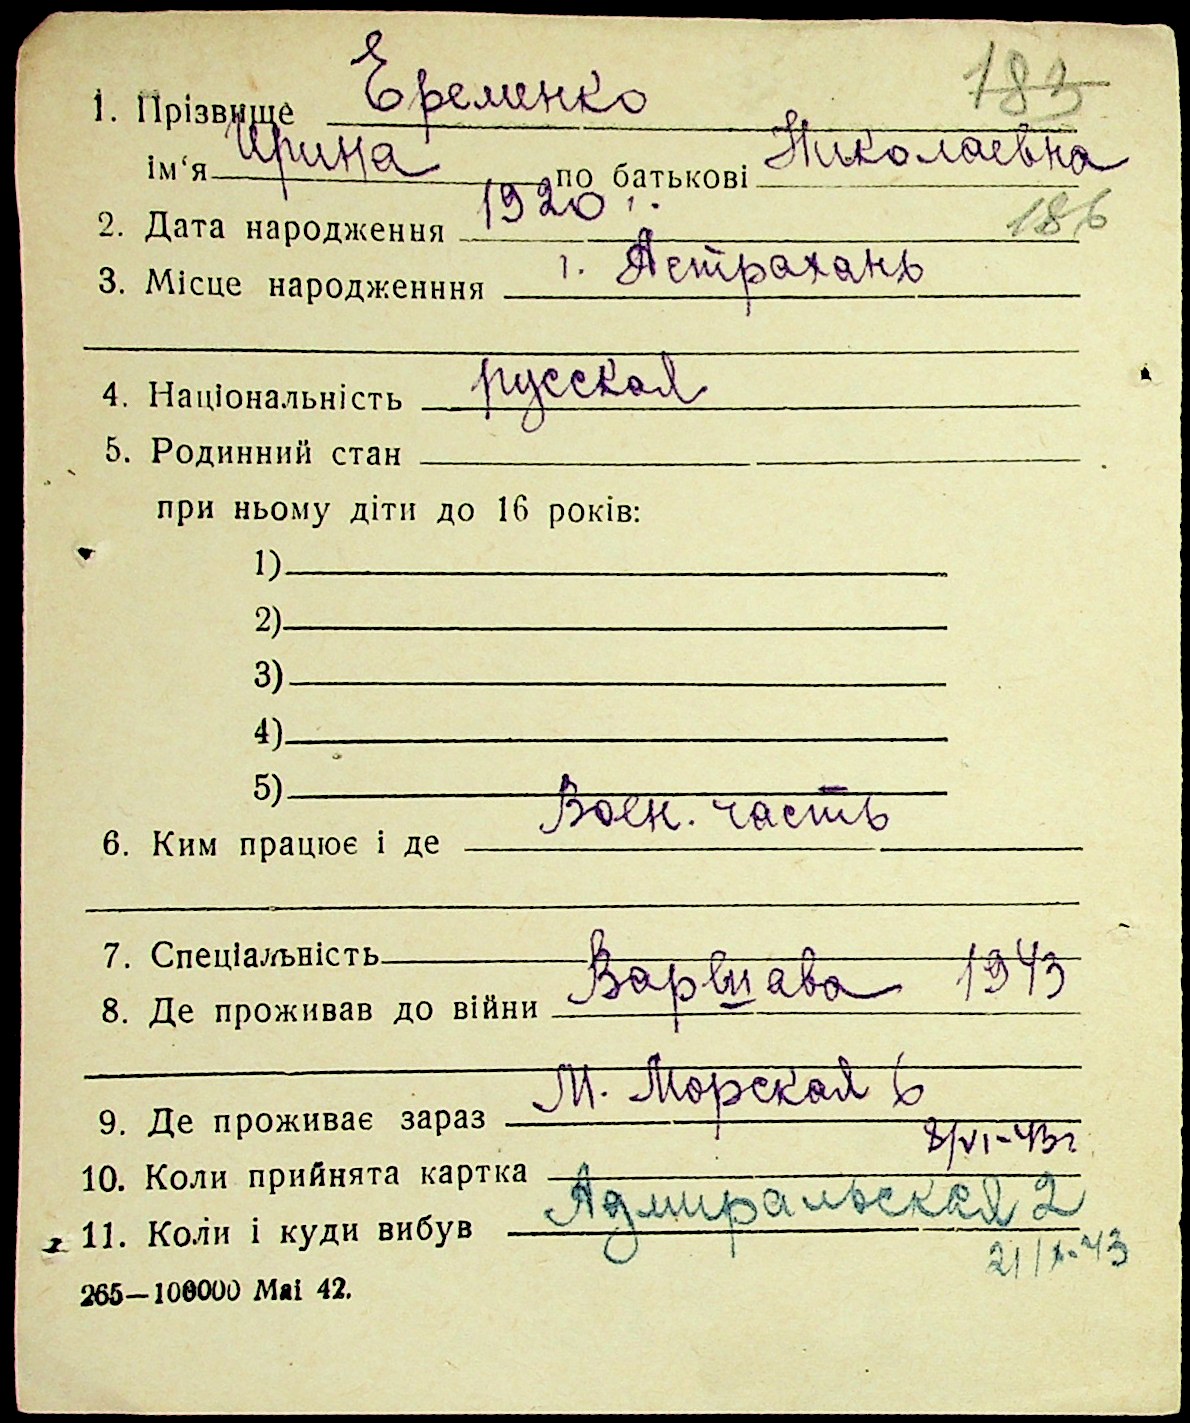 183
1. Прізвище Еременко
ім‘я Ирина по батькові Николаевна
186
2. Дата народження 1920 г.
3. Місце народженння г. Астрахань
4. Національність русская
5. Родинний стан
при ньому діти до 16 років:
1)
2)
3)
4)
5)
6. Ким працює і де Воен. часть
7. Спеціальність
8. Де проживав до війни Варшава 1943
9. Де проживає зараз М. Морская 6
10. Коли прийнята картка 8/VI-43г
11. Коли і куди вибув Адмиральская 2
21/X-43
265—100000 Mai 42.